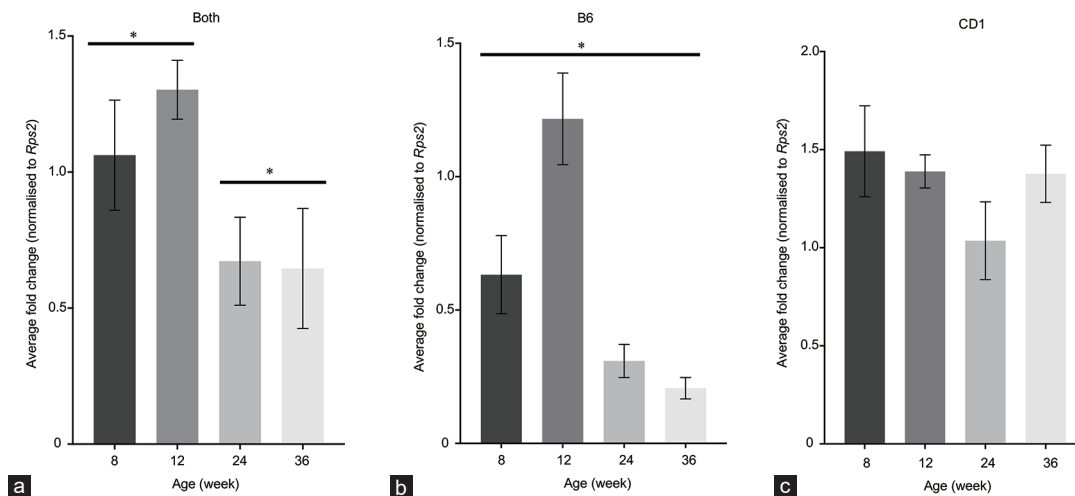 Both
*
*
1.5
1.0
0.5
0
Average fold change (normalised to Rps2)
8 12 24 36
Age (week)
a
B6
*
1.5
1.0
0.5
0
Average fold change (normalised to Rps2)
8 12 24 36
Age (week)
b
CD1
2.0
1.5
1.0
0.5
0
Average fold change (normalised to Rps2)
8 12 24 36
Age (week)
c